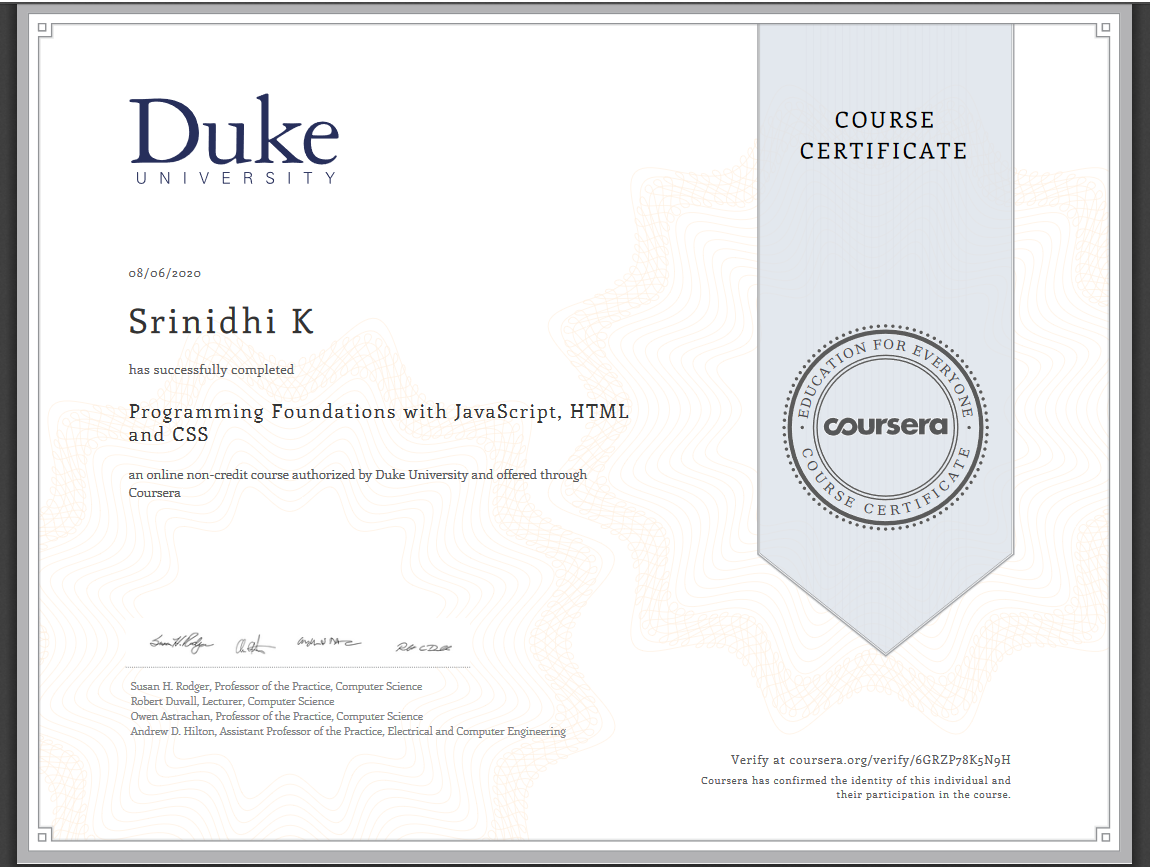 Duke
UNIVERSITY
COURSE
CERTIFICATE
08/06/2020
Srinidhi K
has successfully completed
Programming Foundations with JavaScript, HTML
and CSS
an online non-credit course authorized by Duke University and offered through
Coursera
EDUCATION FOR EVERYONE
coursera
COURSE CERTIFICATE
Susan H. Rodger, Professor of the Practice, Computer Science
Robert Duvall, Lecturer, Computer Science
Owen Astrachan, Professor of the Practice, Computer Science
Andrew D. Hilton, Assistant Professor of the Practice, Electrical and Computer Engineering
Verify at coursera.org/verify/6GRZP78K5N9H
Coursera has confirmed the identity of this individual and
their participation in the course.